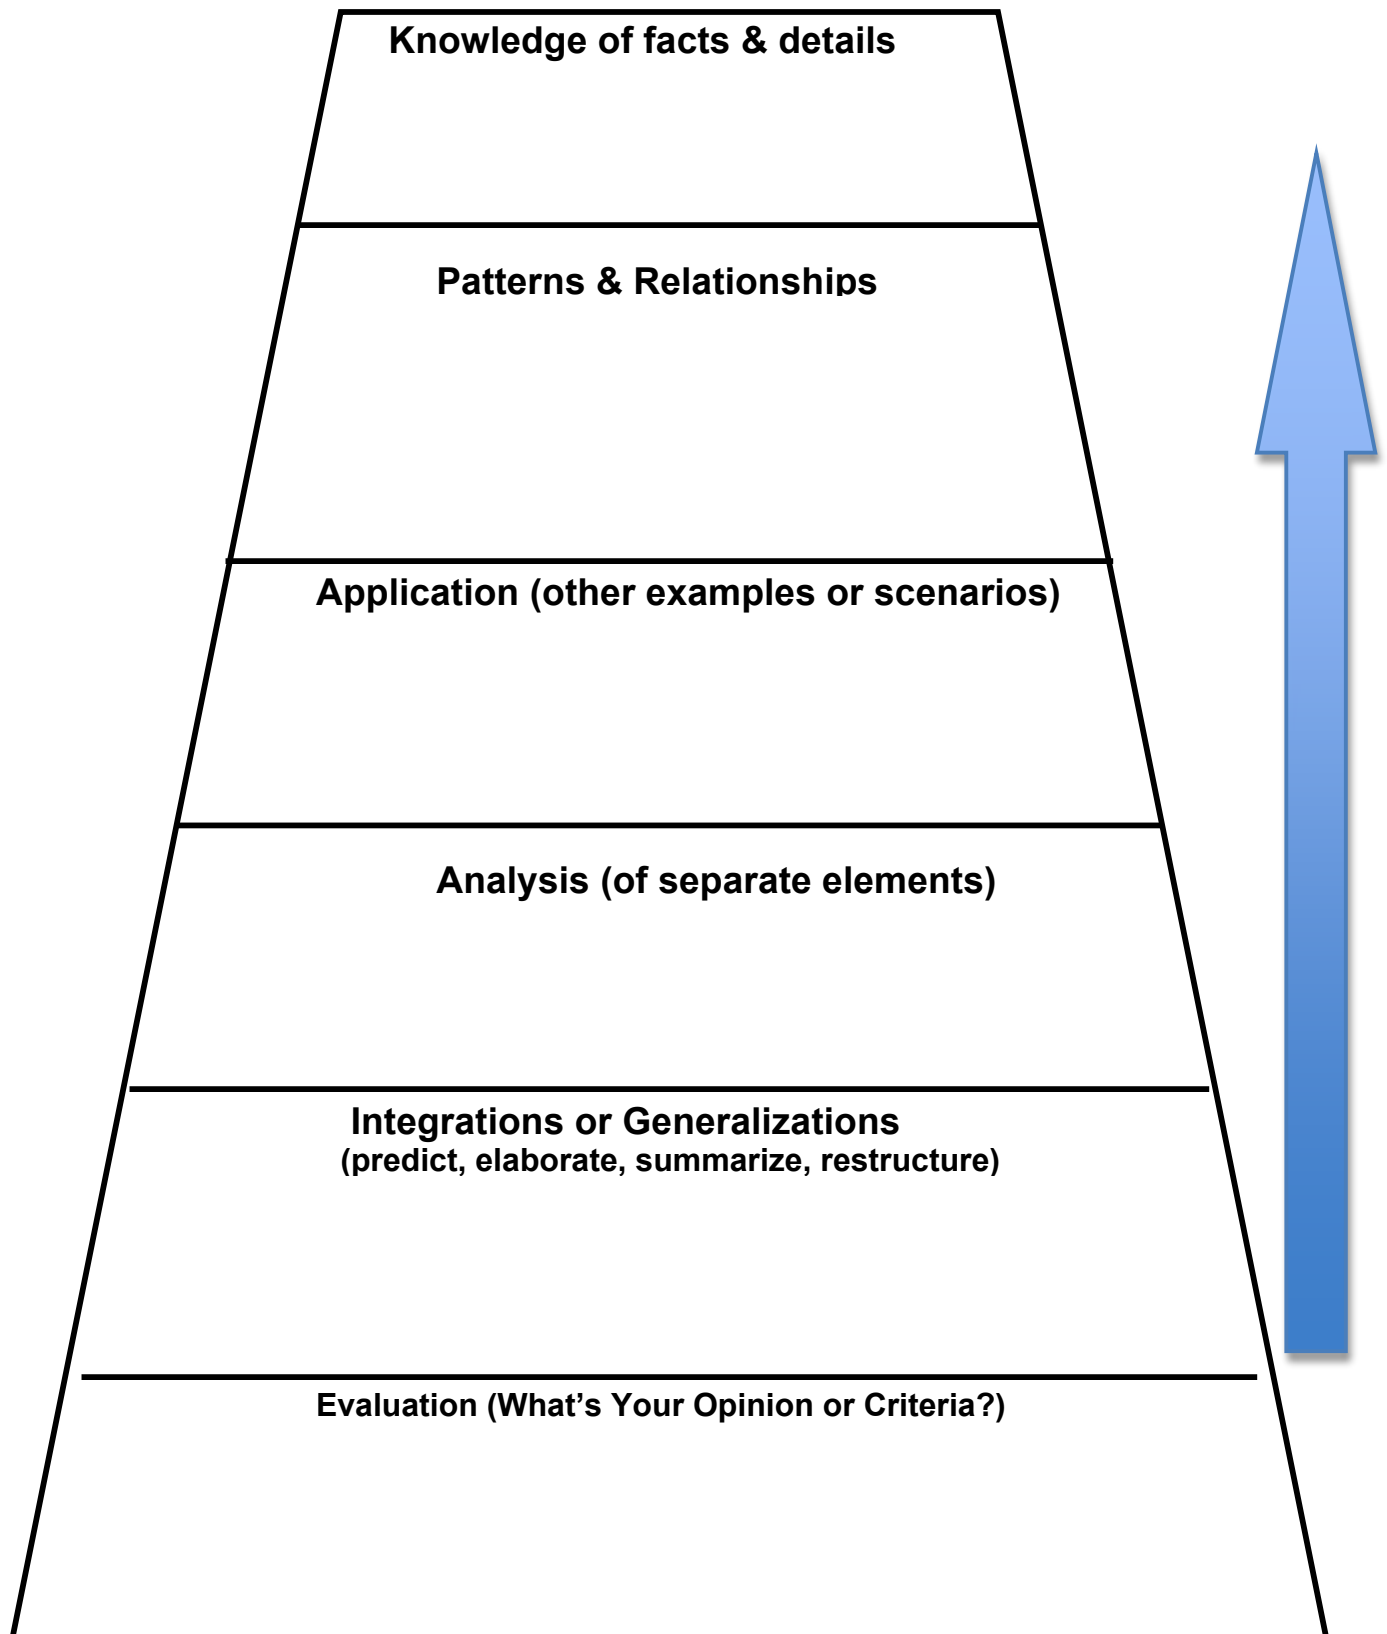 Knowledge of facts & details
Patterns & Relationships
Application (other examples or scenarios)
Analysis (of separate elements)
Integrations or Generalizations
(predict, elaborate, summarize, restructure)
Evaluation (What’s Your Opinion or Criteria?)